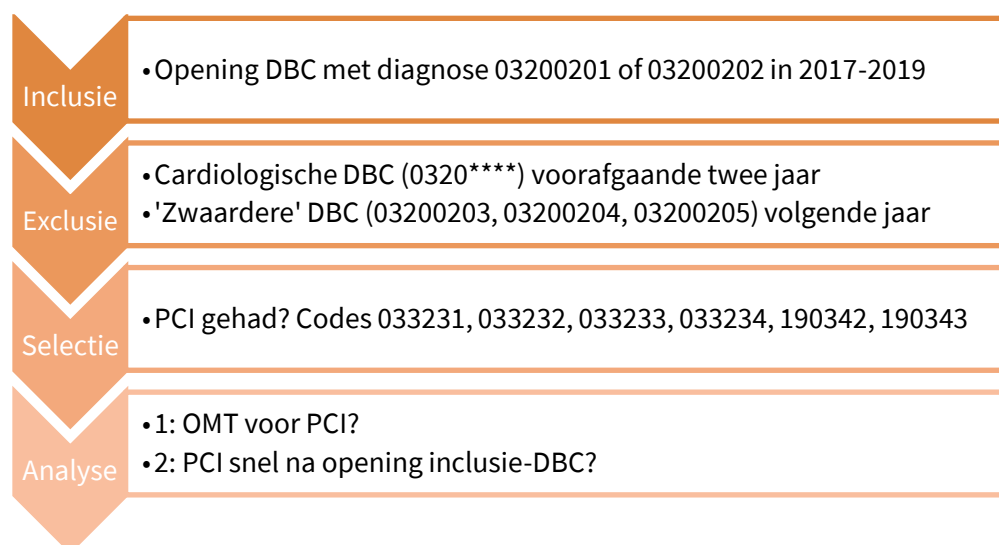 Inclusie
•Opening DBC met diagnose 03200201 of 03200202 in 2017-2019
Exclusie
•Cardiologische DBC (0320****) voorafgaande twee jaar
•'Zwaardere' DBC (03200203, 03200204, 03200205) volgende jaar
Selectie
•PCI gehad? Codes 033231, 033232, 033233, 033234, 190342, 190343
Analyse
•1: OMT voor PCI?
•2: PCI snel na opening inclusie-DBC?